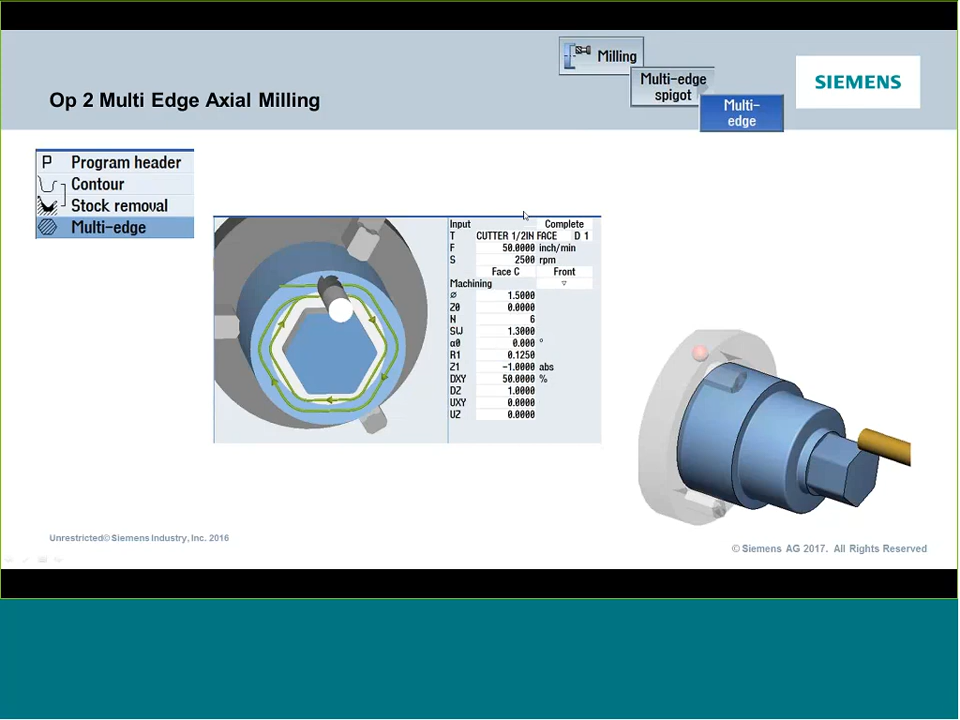 Milling
Multi-edge
spigot
Multi-
edge
SIEMENS
Op 2 Multi Edge Axial Milling
P Program header
Contour
Stock removal
Multi-edge
Input Complete
T CUTTER 1/2IN FACE D 1
F 50.0000 inch/min
S 2500 rpm
Face C Front
Machining ▽
∅ 1.5000
Z0 0.0000
N 6
SW 1.3000
α0 0.000 °
R1 0.1250
Z1 -1.0000 abs
DXY 50.0000 %
DZ 1.0000
UXY 0.0000
UZ 0.0000
Unrestricted© Siemens Industry, Inc. 2016
© Siemens AG 2017. All Rights Reserved